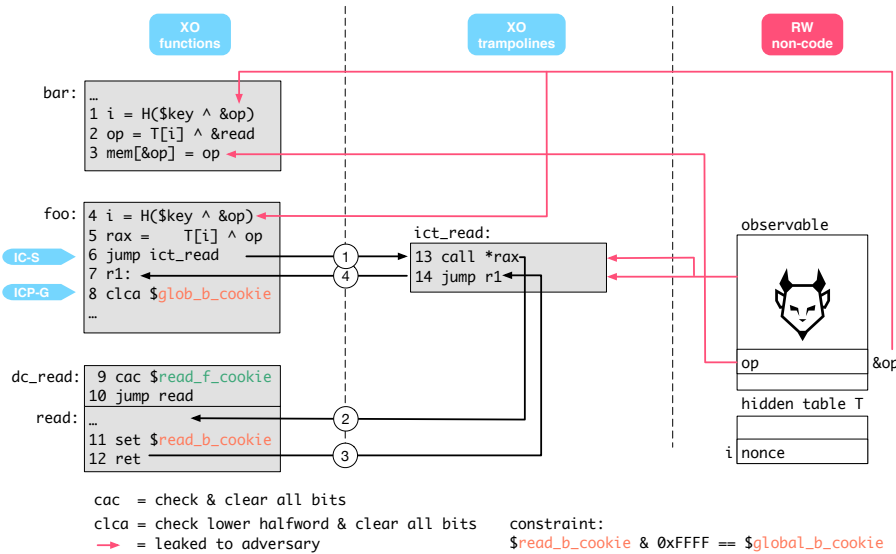 XO
functions
XO
trampolines
RW
non-code
bar:
…
1 i = H($key ^ &op)
2 op = T[i] ^ &read
3 mem[&op] = op
foo:
4 i = H($key ^ &op)
5 rax = T[i] ^ op
IC-S
6 jump ict_read
7 r1:
ICP-G
8 clca $glob_b_cookie
…
1
4
ict_read:
13 call *rax
14 jump r1
observable
op
&op
dc_read:
9 cac $read_f_cookie
10 jump read
read:
…
11 set $read_b_cookie
12 ret
2
3
hidden table T
i
nonce
cac = check & clear all bits
clca = check lower halfword & clear all bits
= leaked to adversary
constraint:
$read_b_cookie & 0xFFFF == $global_b_cookie